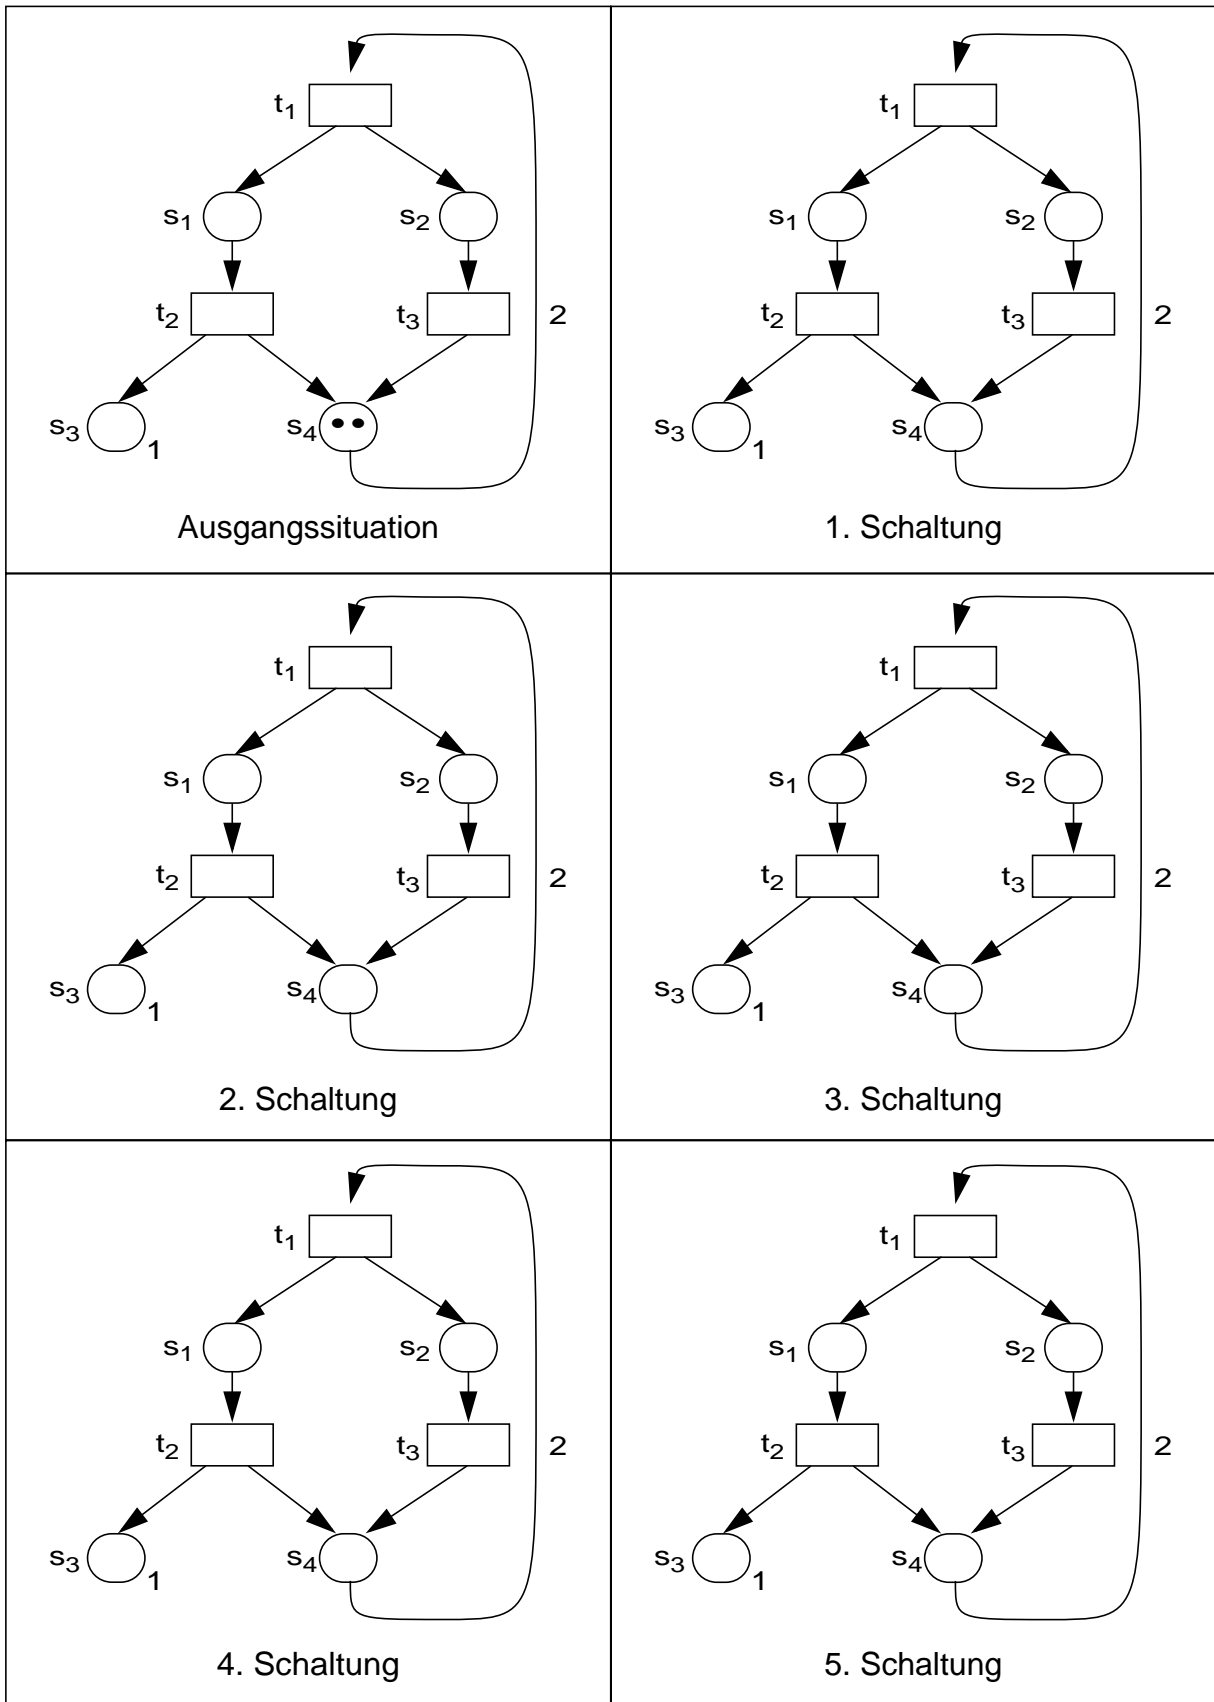 t1
s1
s2
t2
t3
2
s3
1
s4
Ausgangssituation
t1
s1
s2
t2
t3
2
s3
1
s4
1. Schaltung
t1
s1
s2
t2
t3
2
s3
1
s4
2. Schaltung
t1
s1
s2
t2
t3
2
s3
1
s4
3. Schaltung
t1
s1
s2
t2
t3
2
s3
1
s4
4. Schaltung
t1
s1
s2
t2
t3
2
s3
1
s4
5. Schaltung